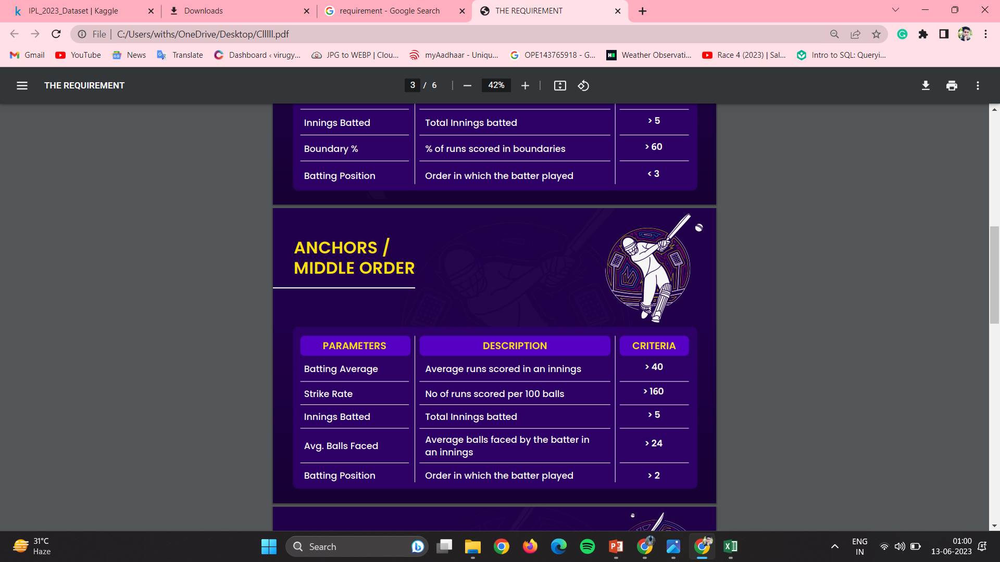 IPL_2023_Dataset | Kaggle
Downloads
requirement - Google Search
THE REQUIREMENT
File
C:/Users/withs/OneDrive/Desktop/Clllll.pdf
Gmail
YouTube
News
Translate
Dashboard ‹ virugy...
JPG to WEBP | Clou...
myAadhaar - Uniqu...
OPE143765918 - G...
Weather Observati...
Race 4 (2023) | Sal...
Intro to SQL: Queryi...
THE REQUIREMENT
3 / 6
42%
Innings Batted
Total Innings batted
> 5
Boundary %
% of runs scored in boundaries
> 60
Batting Position
Order in which the batter played
< 3
ANCHORS /
MIDDLE ORDER
PARAMETERS
DESCRIPTION
CRITERIA
Batting Average
Average runs scored in an innings
> 40
Strike Rate
No of runs scored per 100 balls
> 160
Innings Batted
Total Innings batted
> 5
Avg. Balls Faced
Average balls faced by the batter in
an innings
> 24
Batting Position
Order in which the batter played
> 2
31°C
Haze
Search
ENG
IN
01:00
13-06-2023